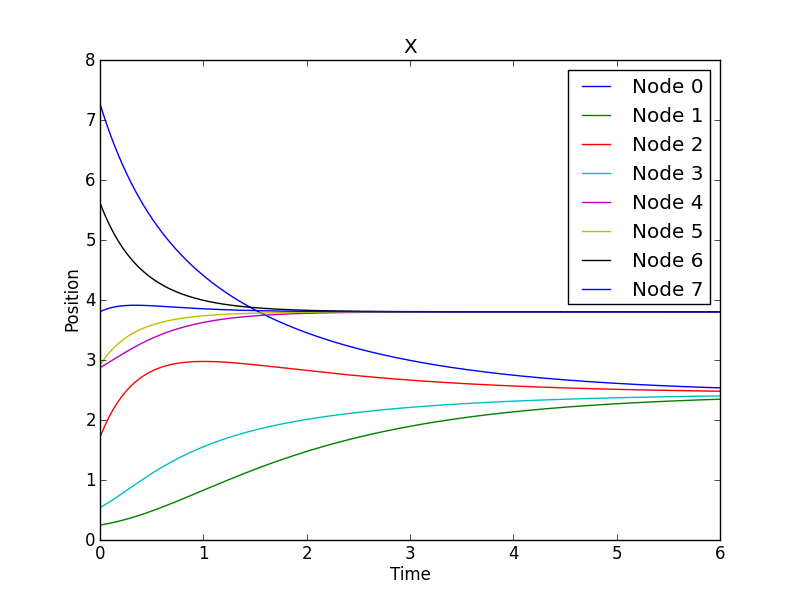 X
8
7
6
5
4
3
2
1
0
Position
0 1 2 3 4 5 6
Time
Node 0
Node 1
Node 2
Node 3
Node 4
Node 5
Node 6
Node 7